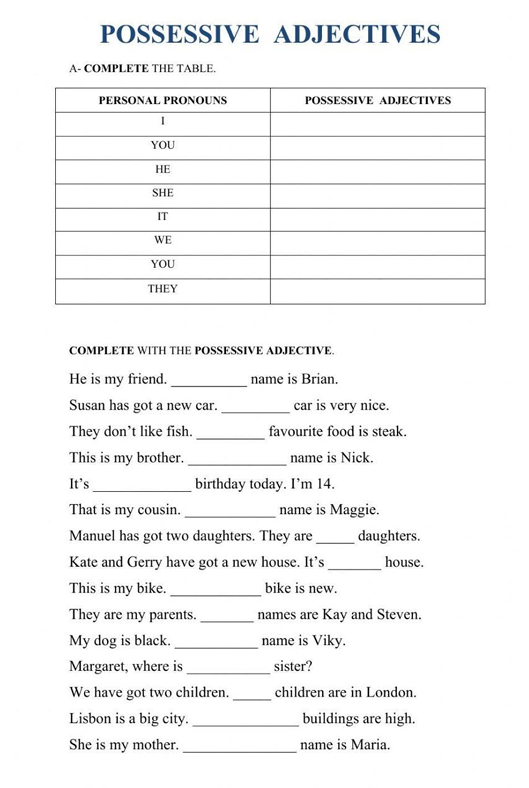 POSSESSIVE ADJECTIVES
A- COMPLETE THE TABLE.
PERSONAL PRONOUNS POSSESSIVE ADJECTIVES
I
YOU
HE
SHE
IT
WE
YOU
THEY
COMPLETE WITH THE POSSESSIVE ADJECTIVE.
He is my friend. __________ name is Brian.
Susan has got a new car. _________ car is very nice.
They don’t like fish. _________ favourite food is steak.
This is my brother. _____________ name is Nick.
It’s _____________ birthday today. I’m 14.
That is my cousin. ____________ name is Maggie.
Manuel has got two daughters. They are _____ daughters.
Kate and Gerry have got a new house. It’s _______ house.
This is my bike. ____________ bike is new.
They are my parents. _______ names are Kay and Steven.
My dog is black. ___________ name is Viky.
Margaret, where is ___________ sister?
We have got two children. _____ children are in London.
Lisbon is a big city. ______________ buildings are high.
She is my mother. _______________ name is Maria.